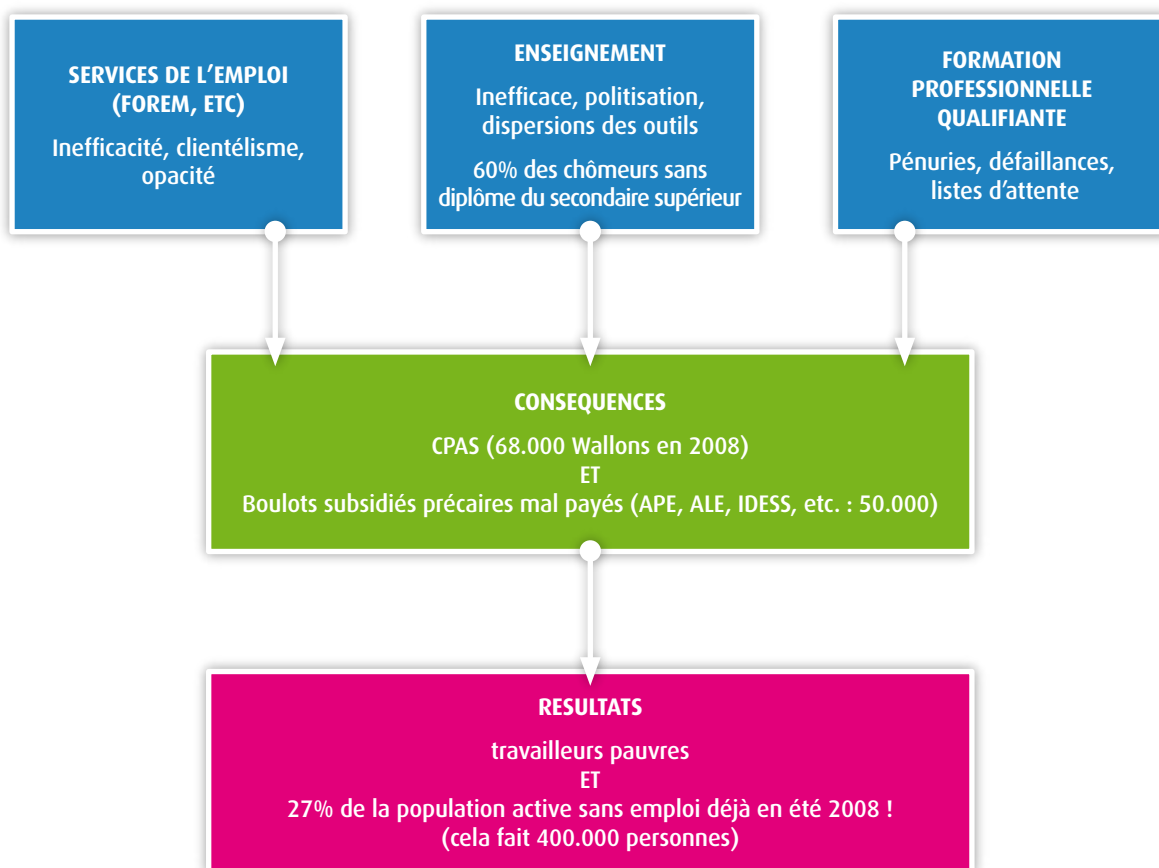 SERVICES DE L’EMPLOI
(FOREM, ETC)
Inefficacité, clientélisme,
opacité
ENSEIGNEMENT
Inefficace, politisation,
dispersions des outils
60% des chômeurs sans
diplôme du secondaire supérieur
FORMATION
PROFESSIONNELLE
QUALIFIANTE
Pénuries, défaillances,
listes d’attente
CONSEQUENCES
CPAS (68.000 Wallons en 2008)
ET
Boulots subsidiés précaires mal payés (APE, ALE, IDESS, etc. : 50.000)
RESULTATS
travailleurs pauvres
ET
27% de la population active sans emploi déjà en été 2008 !
(cela fait 400.000 personnes)